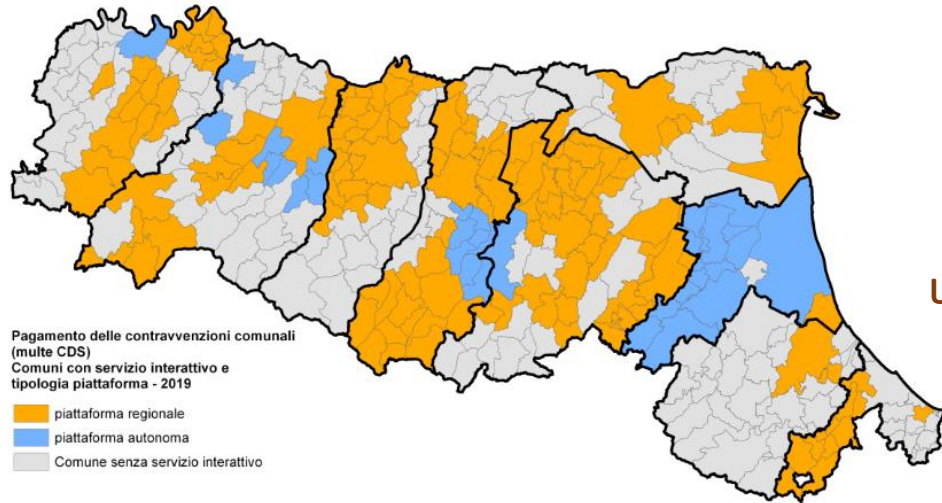 Pagamento delle contravvenzioni comunali
(multe CDS)
Comuni con servizio interattivo e
tipologia piattaforma - 2019
piattaforma regionale
piattaforma autonoma
Comune senza servizio interattivo